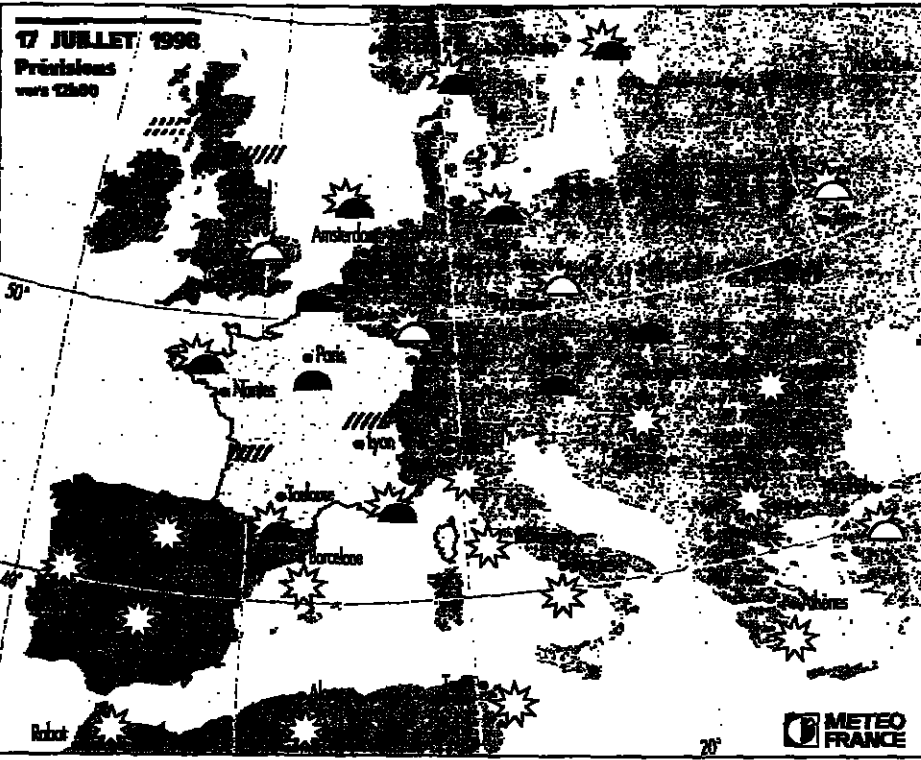 17 JUILLET 1998
Prévisions
vers 12h00
Amsterdam
50°
Paris
Nantes
Lyon
Toulouse
Barcelone
40°
Athènes
Alger
Rabat
20°
METEO
FRANCE